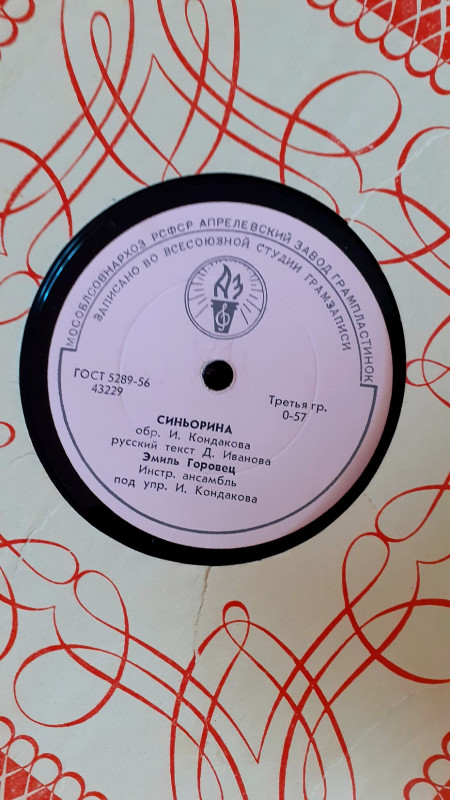 МОСОБЛСОВНАРХОЗ РСФСР АПРЕЛЕВСКИЙ ЗАВОД ГРАМПЛАСТИНОК
ЗАПИСАНО ВО ВСЕСОЮЗНОЙ СТУДИИ ГРАМЗАПИСИ
АЗ
ГОСТ 5289-56
43229
Третья гр.
0-57
СИНЬОРИНА
обр. И. Кондакова
русский текст Д. Иванова
Эмиль Горовец
Инстр. ансамбль
под упр. И. Кондакова